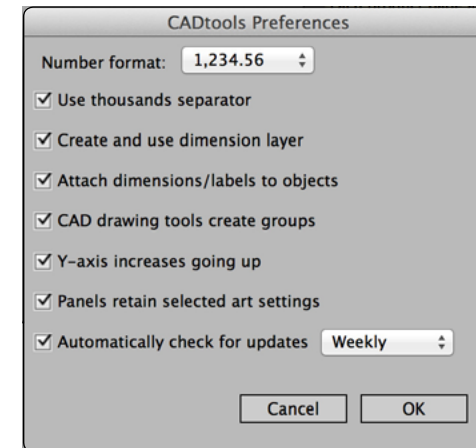 CADtools Preferences
Number format: 1,234.56
Use thousands separator
Create and use dimension layer
Attach dimensions/labels to objects
CAD drawing tools create groups
Y-axis increases going up
Panels retain selected art settings
Automatically check for updates Weekly
Cancel OK